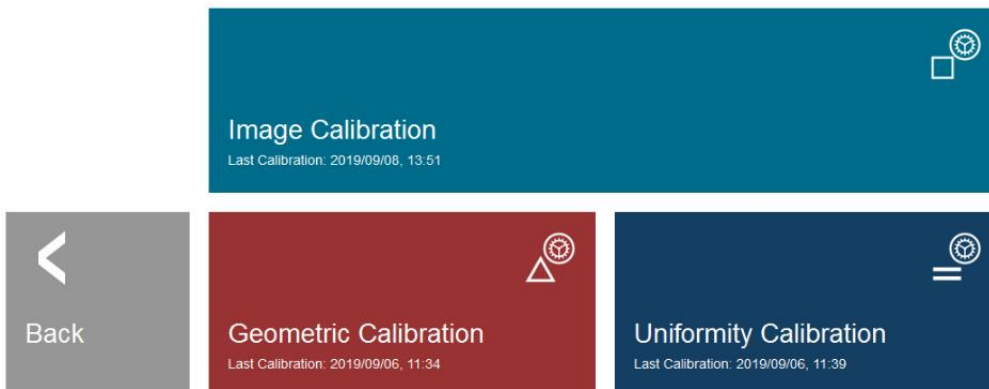 Image Calibration
Last Calibration: 2019/09/08, 13:51
Back
Geometric Calibration
Last Calibration: 2019/09/06, 11:34
Uniformity Calibration
Last Calibration: 2019/09/06, 11:39